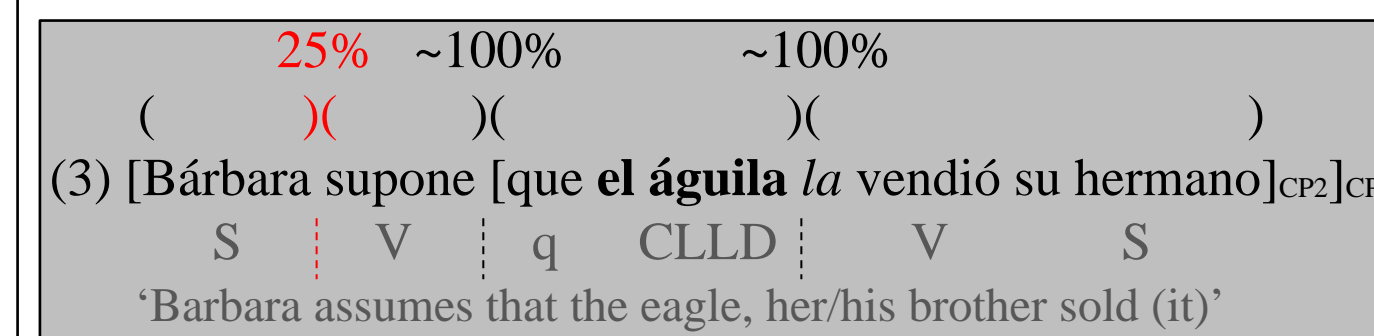 25% ~100% ~100%
( )( )( )( )
(3) [Bárbara supone [que el águila la vendió su hermano]CP2]CP
S V q CLLD V S
‘Barbara assumes that the eagle, her/his brother sold (it)’